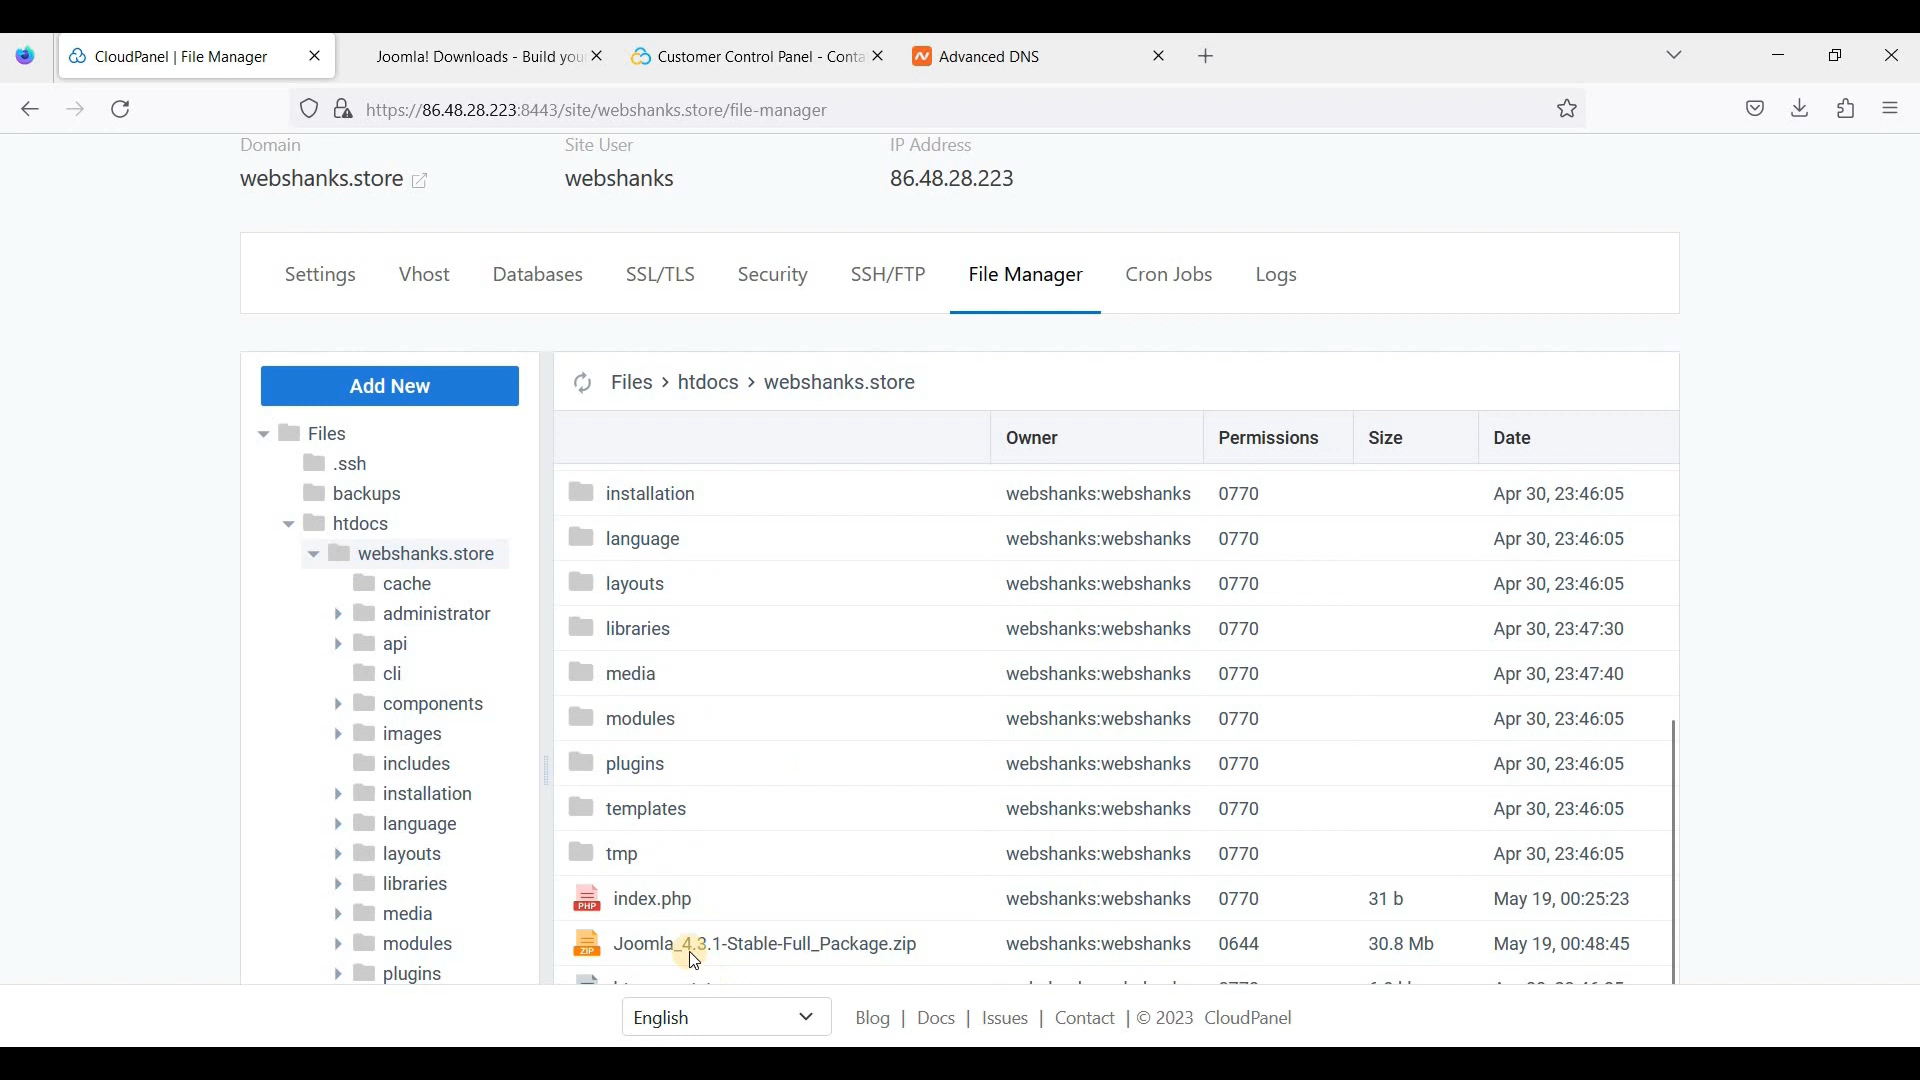 CloudPanel | File Manager
Joomla! Downloads - Build you
Customer Control Panel - Conta
Advanced DNS
https://86.48.28.223:8443/site/webshanks.store/file-manager
Domain
Site User
IP Address
webshanks.store
webshanks
86.48.28.223
Settings
Vhost
Databases
SSL/TLS
Security
SSH/FTP
File Manager
Cron Jobs
Logs
Add New
Files
.ssh
backups
htdocs
webshanks.store
cache
administrator
api
cli
components
images
includes
installation
language
layouts
libraries
media
modules
plugins
Files > htdocs > webshanks.store
Owner Permissions Size Date
installation webshanks:webshanks 0770 Apr 30, 23:46:05
language webshanks:webshanks 0770 Apr 30, 23:46:05
layouts webshanks:webshanks 0770 Apr 30, 23:46:05
libraries webshanks:webshanks 0770 Apr 30, 23:47:30
media webshanks:webshanks 0770 Apr 30, 23:47:40
modules webshanks:webshanks 0770 Apr 30, 23:46:05
plugins webshanks:webshanks 0770 Apr 30, 23:46:05
templates webshanks:webshanks 0770 Apr 30, 23:46:05
tmp webshanks:webshanks 0770 Apr 30, 23:46:05
PHP index.php webshanks:webshanks 0770 31 b May 19, 00:25:23
ZIP Joomla_4.3.1-Stable-Full_Package.zip webshanks:webshanks 0644 30.8 Mb May 19, 00:48:45
English
Blog | Docs | Issues | Contact | © 2023 CloudPanel